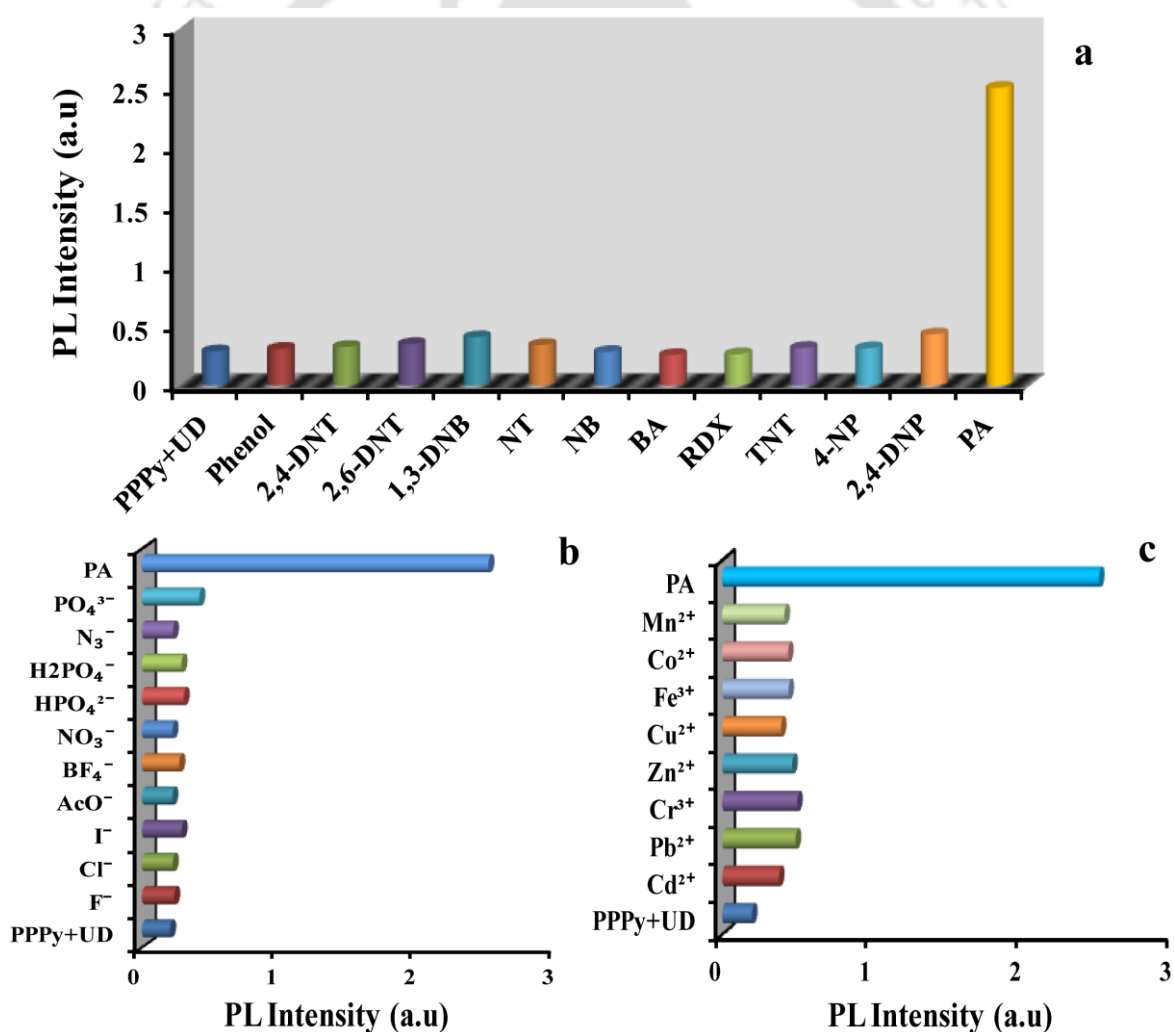 a
3
2.5
2
1.5
1
0.5
0
PL Intensity (a.u)
PPPy+UD
Phenol
2,4-DNT
2,6-DNT
1,3-DNB
NT
NB
BA
RDX
TNT
4-NP
2,4-DNP
PA
b
PA
PO₄³⁻
N₃⁻
H2PO₄⁻
HPO₄²⁻
NO₃⁻
BF₄⁻
AcO⁻
I⁻
Cl⁻
F⁻
PPPy+UD
0 1 2 3
PL Intensity (a.u)
c
PA
Mn²⁺
Co²⁺
Fe³⁺
Cu²⁺
Zn²⁺
Cr³⁺
Pb²⁺
Cd²⁺
PPPy+UD
0 1 2 3
PL Intensity (a.u)